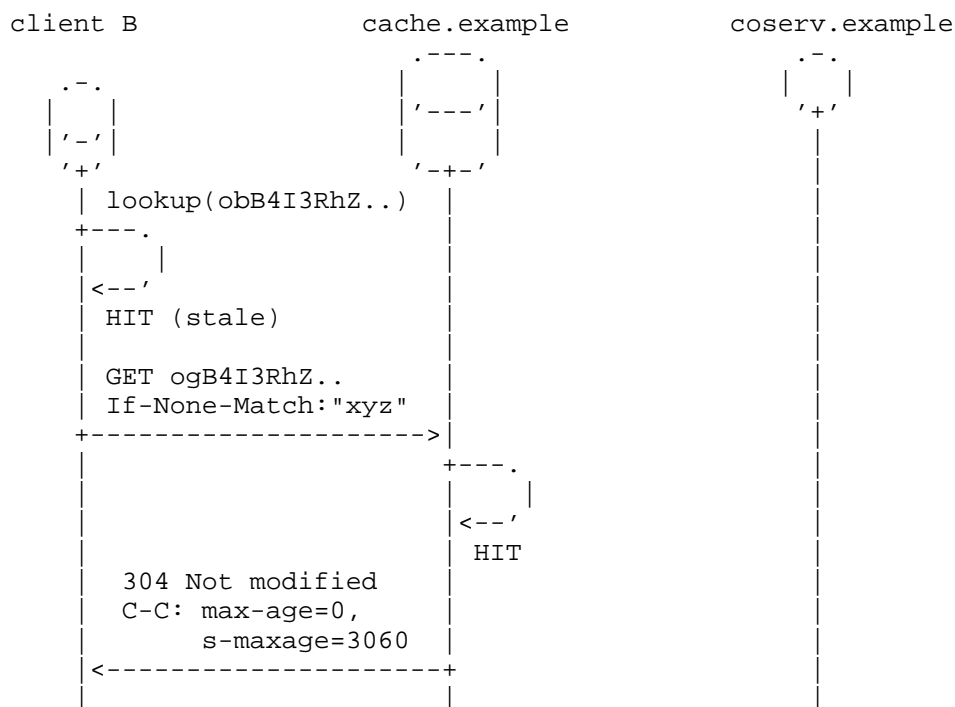 client B cache.example coserv.example
lookup(obB4I3RhZ..)
HIT (stale)
GET ogB4I3RhZ..
If-None-Match:"xyz"
HIT
304 Not modified
C-C: max-age=0,
s-maxage=3060